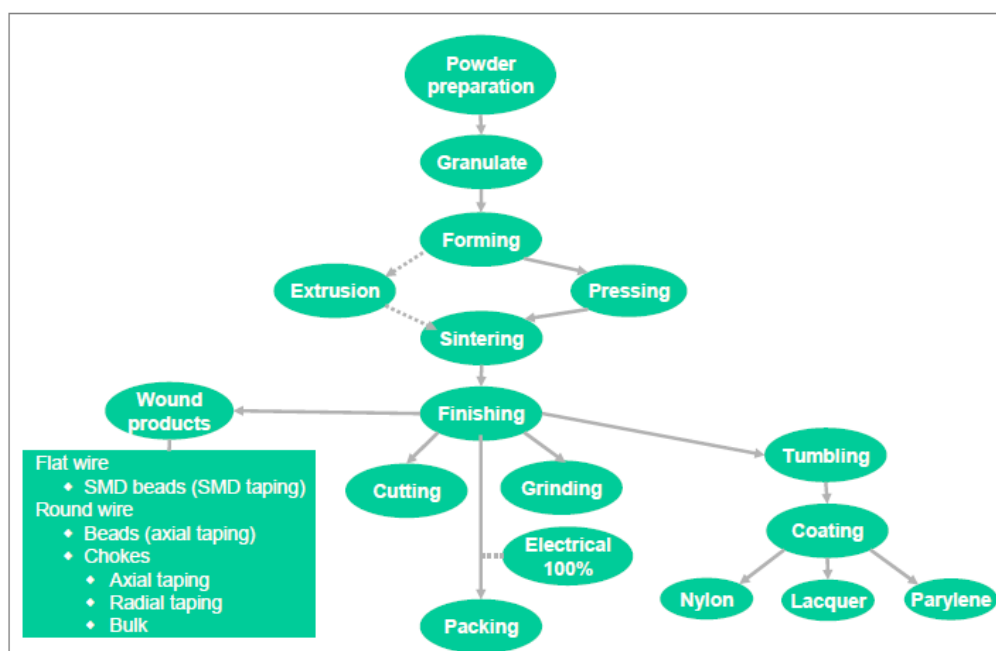 Powder
preparation
Granulate
Forming
Extrusion
Pressing
Sintering
Wound
products
Finishing
Tumbling
Flat wire
SMD beads (SMD taping)
Round wire
Beads (axial taping)
Chokes
Axial taping
Radial taping
Bulk
Cutting
Grinding
Coating
Electrical
100%
Nylon
Lacquer
Parylene
Packing